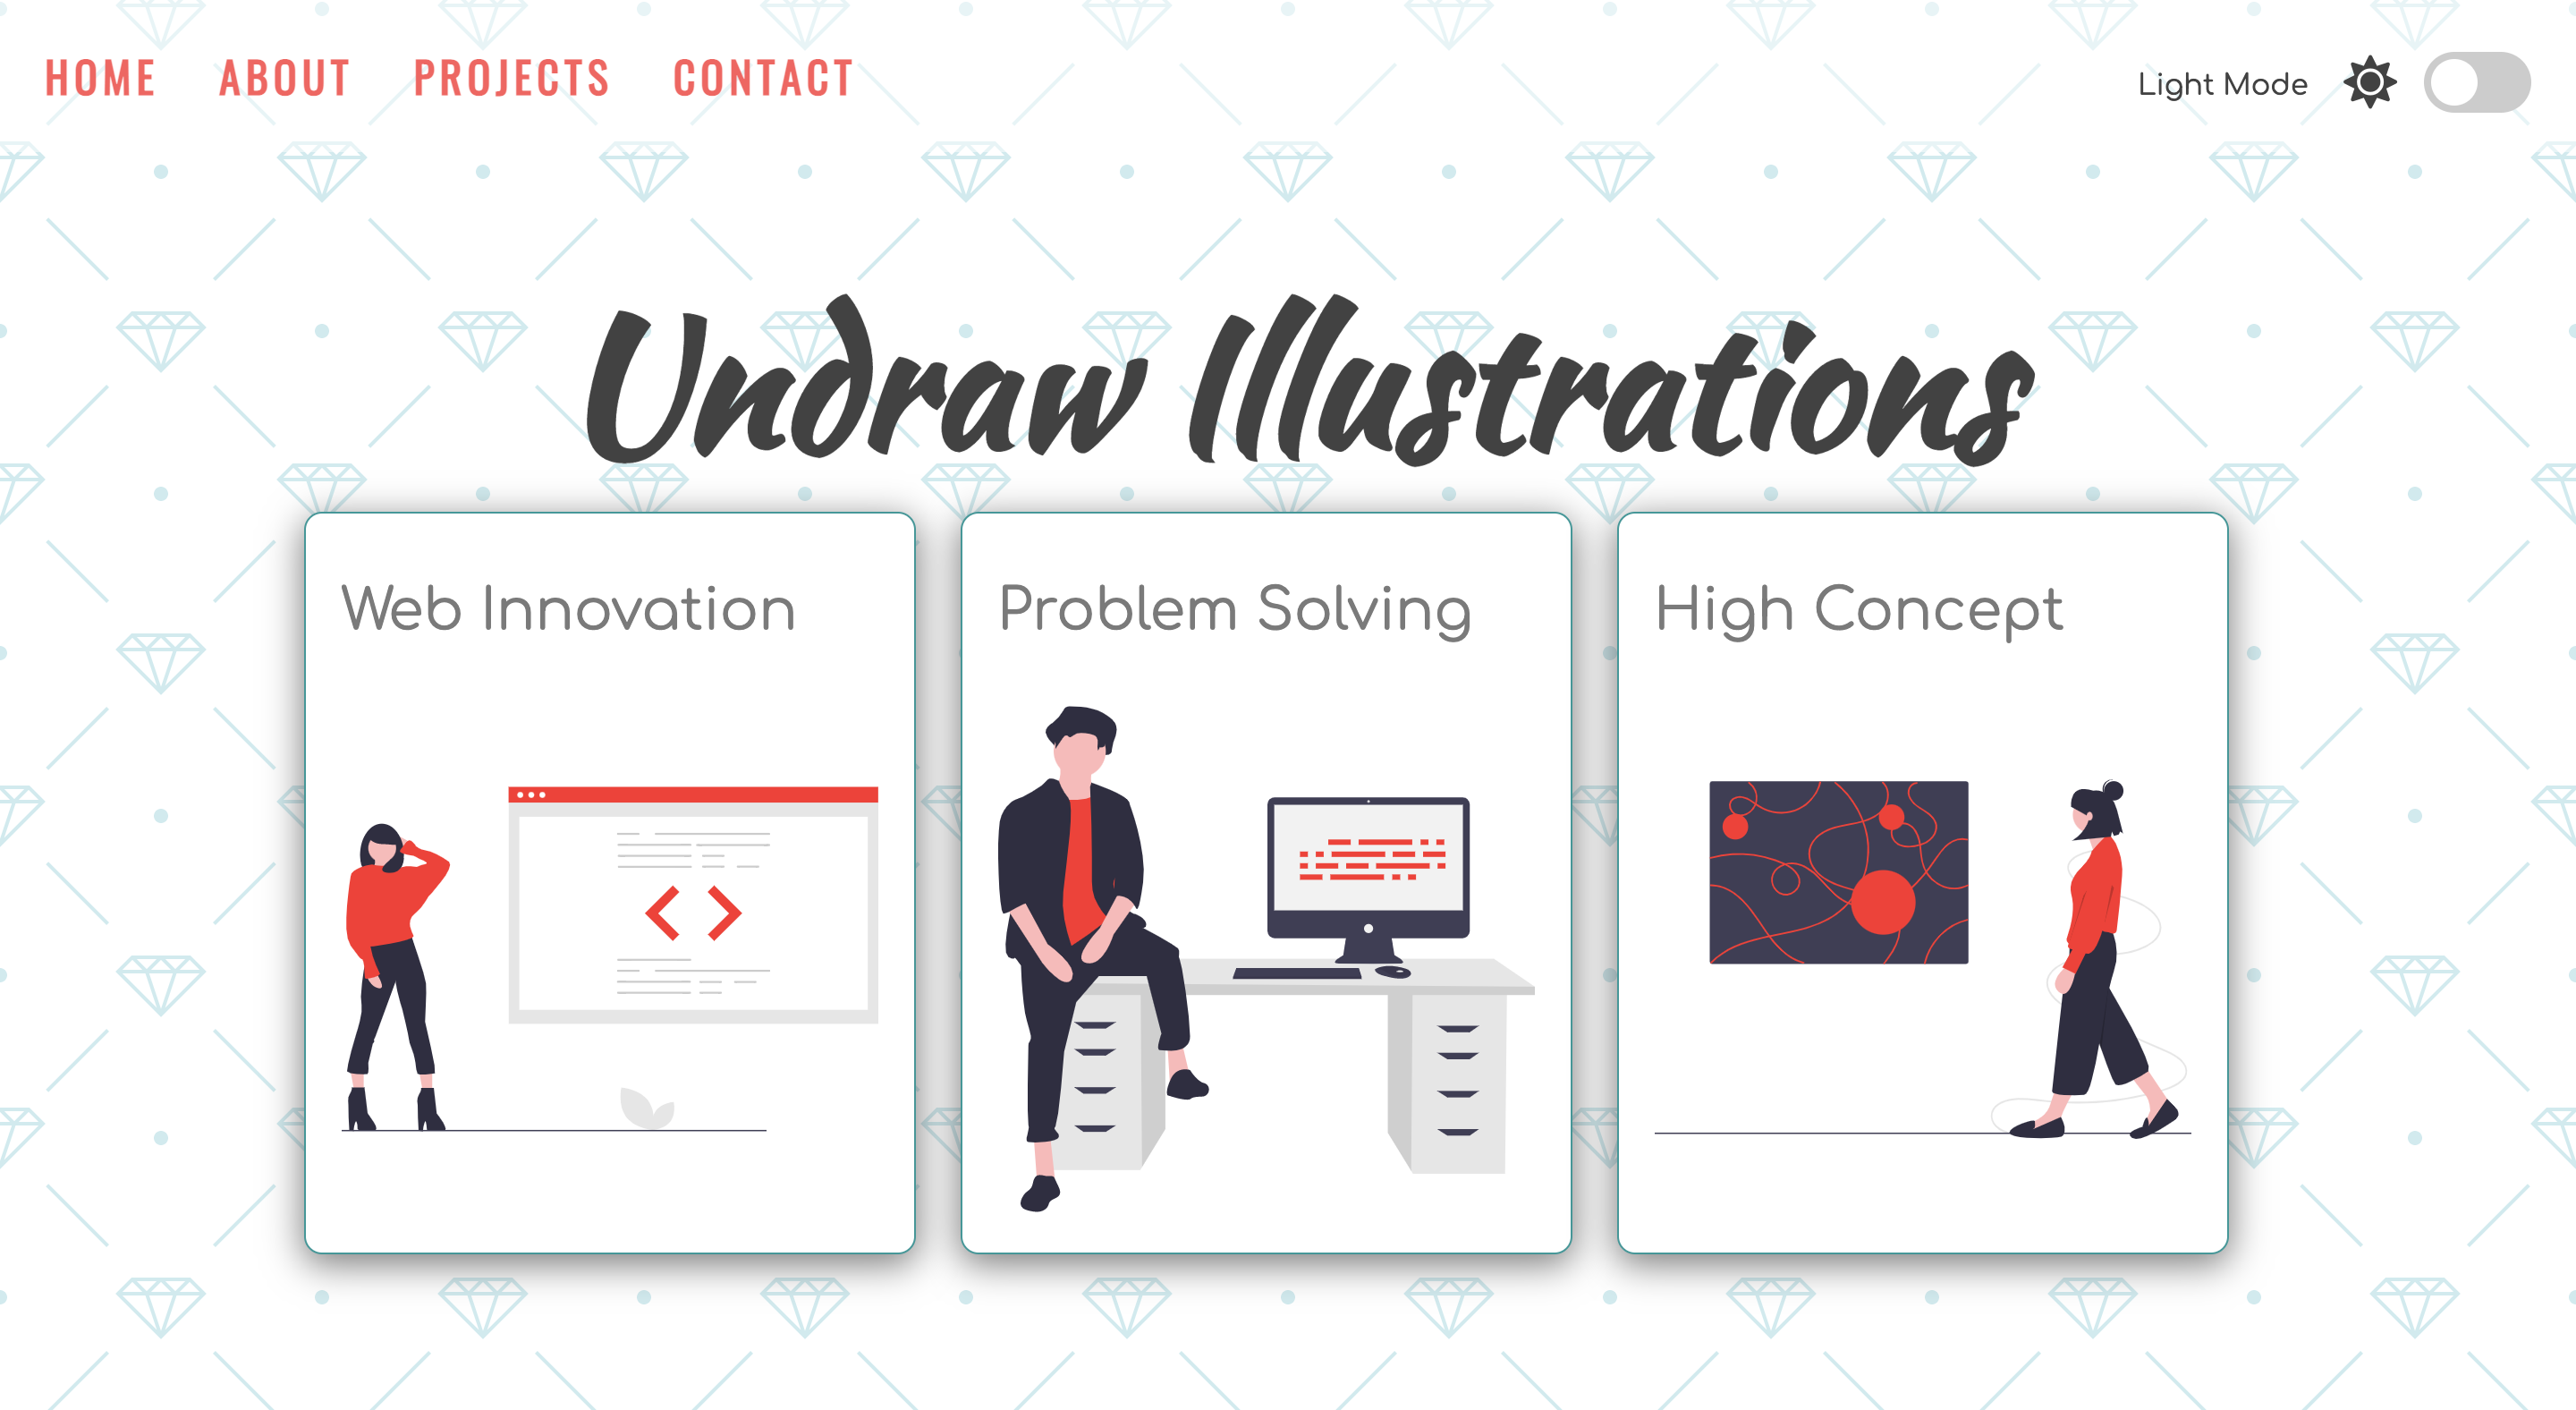 HOME ABOUT PROJECTS CONTACT
Light Mode
Undraw Illustrations
Web Innovation
Problem Solving
High Concept